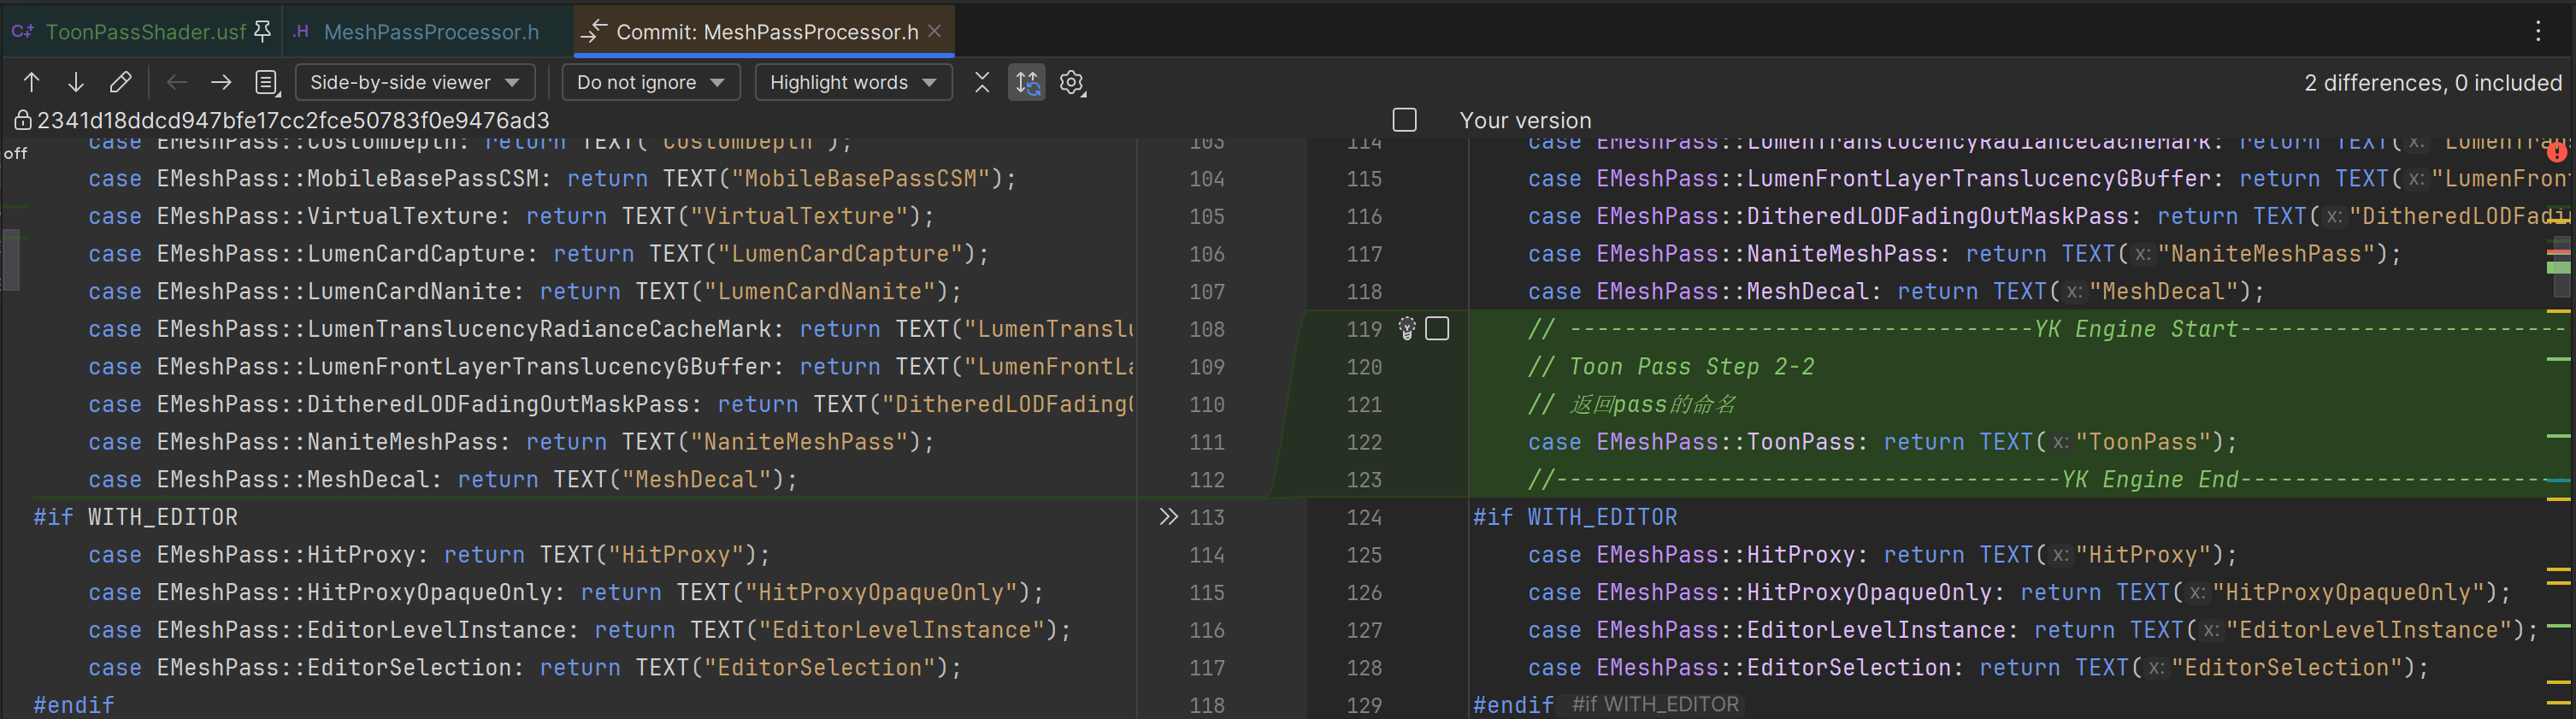 ToonPassShader.usf MeshPassProcessor.h Commit: MeshPassProcessor.h
Side-by-side viewer Do not ignore Highlight words 2 differences, 0 included
2341d18ddcd947bfe17cc2fce50783f0e9476ad3 Your version
off
case EMeshPass::CustomDepth: return TEXT("CustomDepth");
case EMeshPass::MobileBasePassCSM: return TEXT("MobileBasePassCSM");
case EMeshPass::VirtualTexture: return TEXT("VirtualTexture");
case EMeshPass::LumenCardCapture: return TEXT("LumenCardCapture");
case EMeshPass::LumenCardNanite: return TEXT("LumenCardNanite");
case EMeshPass::LumenTranslucencyRadianceCacheMark: return TEXT("LumenTranslu
case EMeshPass::LumenFrontLayerTranslucencyGBuffer: return TEXT("LumenFrontLa
case EMeshPass::DitheredLODFadingOutMaskPass: return TEXT("DitheredLODFadingO
case EMeshPass::NaniteMeshPass: return TEXT("NaniteMeshPass");
case EMeshPass::MeshDecal: return TEXT("MeshDecal");
#if WITH_EDITOR
case EMeshPass::HitProxy: return TEXT("HitProxy");
case EMeshPass::HitProxyOpaqueOnly: return TEXT("HitProxyOpaqueOnly");
case EMeshPass::EditorLevelInstance: return TEXT("EditorLevelInstance");
case EMeshPass::EditorSelection: return TEXT("EditorSelection");
#endif
103
104
105
106
107
108
109
110
111
112
113
114
115
116
117
118
114 case EMeshPass::LumenTranslucencyRadianceCacheMark: return TEXT(x: "LumenTrans
115 case EMeshPass::LumenFrontLayerTranslucencyGBuffer: return TEXT(x: "LumenFront
116 case EMeshPass::DitheredLODFadingOutMaskPass: return TEXT(x: "DitheredLODFadi
117 case EMeshPass::NaniteMeshPass: return TEXT(x: "NaniteMeshPass");
118 case EMeshPass::MeshDecal: return TEXT(x: "MeshDecal");
119 // ----------------------------------YK Engine Start------------------------
120 // Toon Pass Step 2-2
121 // 返回pass的命名
122 case EMeshPass::ToonPass: return TEXT(x: "ToonPass");
123 //-------------------------------------YK Engine End-----------------------
124 #if WITH_EDITOR
125 case EMeshPass::HitProxy: return TEXT(x: "HitProxy");
126 case EMeshPass::HitProxyOpaqueOnly: return TEXT(x: "HitProxyOpaqueOnly");
127 case EMeshPass::EditorLevelInstance: return TEXT(x: "EditorLevelInstance");
128 case EMeshPass::EditorSelection: return TEXT(x: "EditorSelection");
129 #endif #if WITH_EDITOR